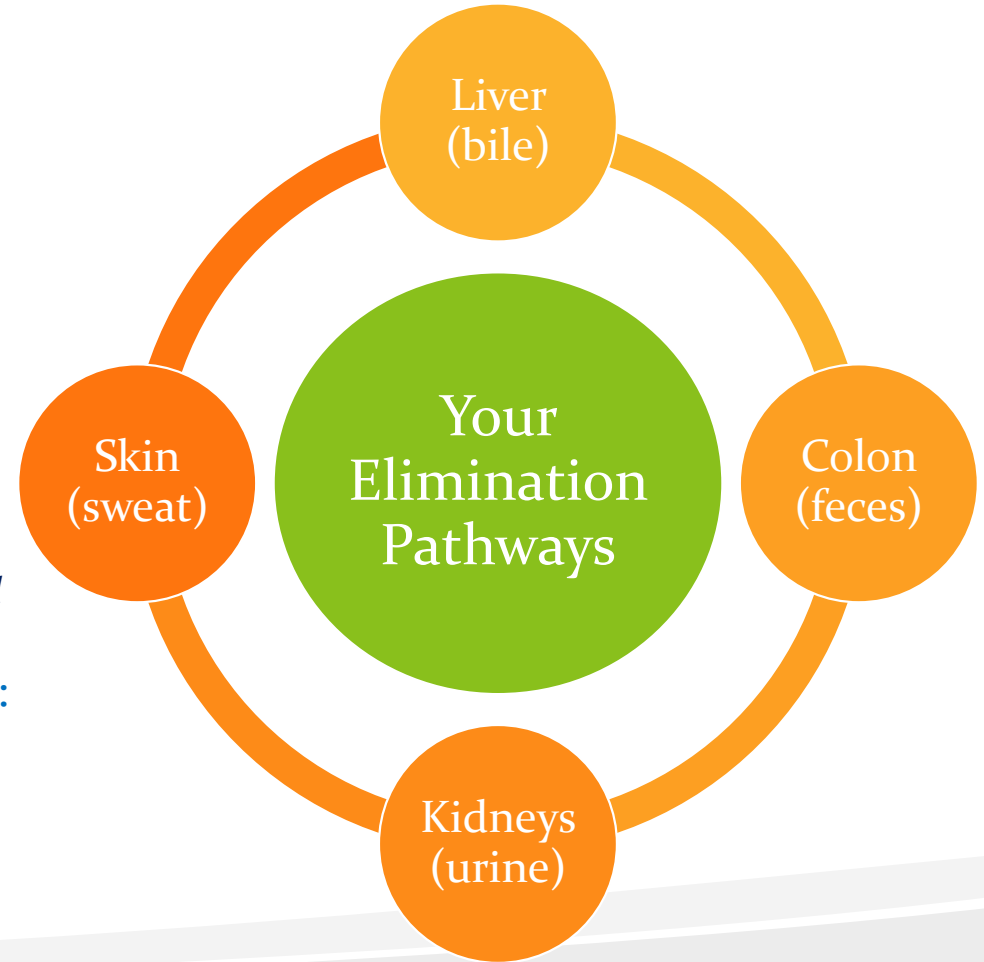 Liver
(bile)
Your
Elimination
Pathways
Skin
(sweat)
Colon
(feces)
:
Kidneys
(urine)